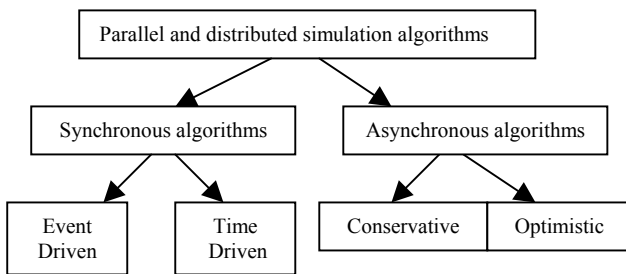 Parallel and distributed simulation algorithms
Synchronous algorithms
Asynchronous algorithms
Event
Driven
Time
Driven
Conservative
Optimistic